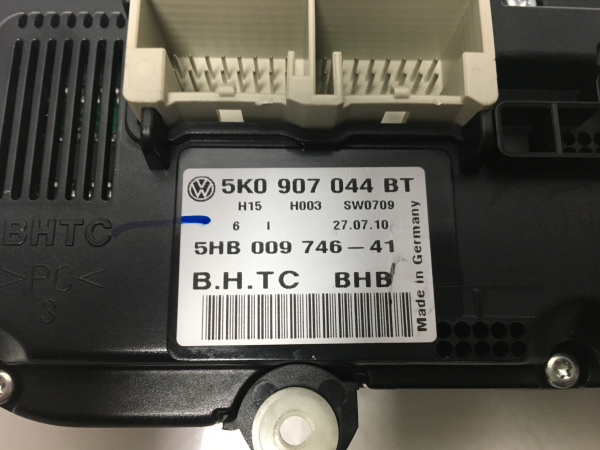 5K0 907 044 BT
H15 H003 SW0709
6 I 27.07.10
5HB 009 746-41
B.H.TC BHB
Made in Germany
BHTC
>PC<